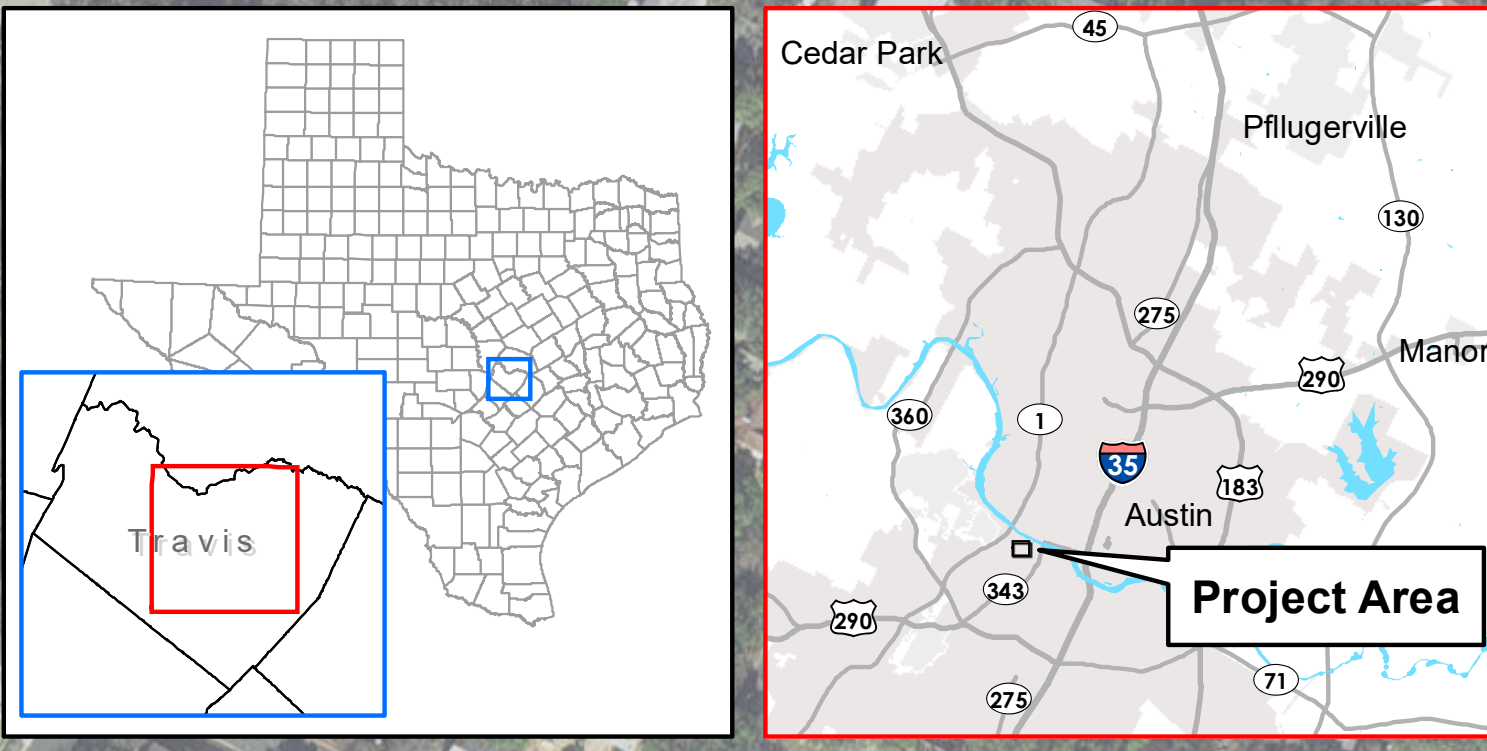 Travis
45
Cedar Park
Pfllugerville
130
275
Manor
290
360
1
35
183
Austin
Project Area
343
290
71
275